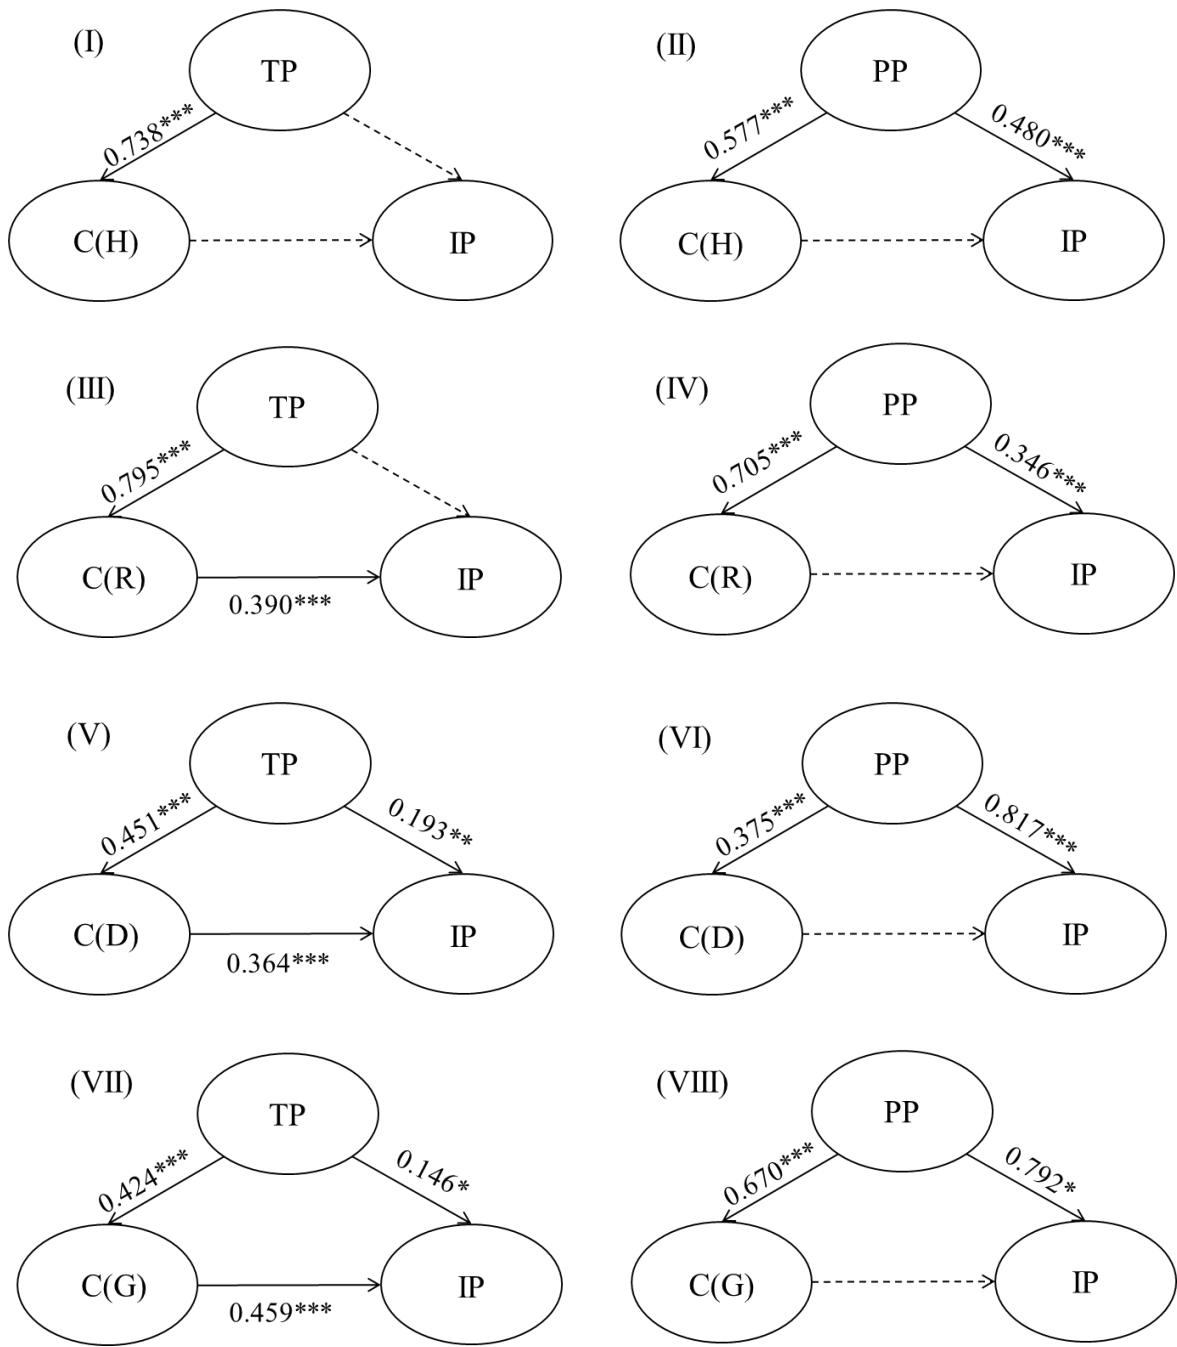 (I)
TP
0.738***
C(H)
IP
(II)
PP
0.577***
0.480***
C(H)
IP
(III)
TP
0.795***
C(R)
IP
0.390***
(IV)
PP
0.705***
0.346***
C(R)
IP
(V)
TP
0.451***
0.193**
C(D)
IP
0.364***
(VI)
PP
0.375***
0.817***
C(D)
IP
(VII)
TP
0.424***
0.146*
C(G)
IP
0.459***
(VIII)
PP
0.670***
0.792*
C(G)
IP